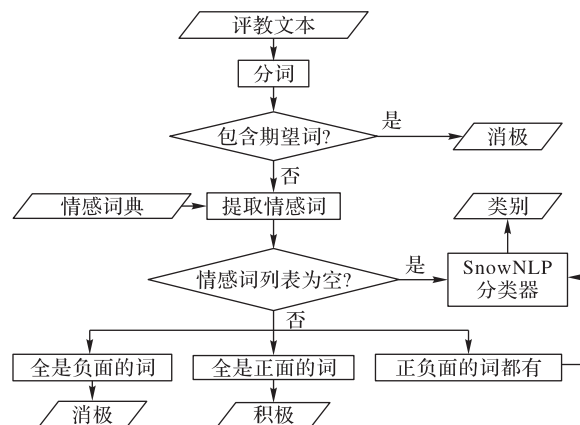 评教文本
分词
包含期望词?
是
消极
否
情感词典
提取情感词
类别
情感词列表为空?
是
SnowNLP
分类器
否
全是负面的词
全是正面的词
正负面的词都有
消极
积极